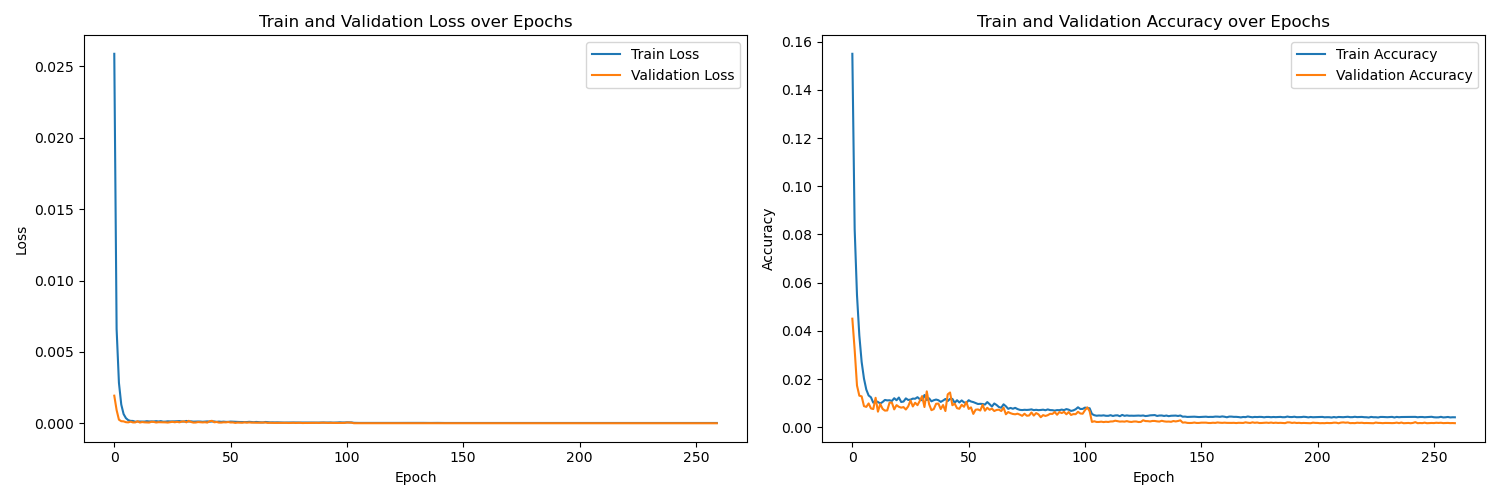 Train and Validation Loss over Epochs
Train Loss
Validation Loss
0.025
0.020
0.015
0.010
0.005
0.000
Loss
0 50 100 150 200 250
Epoch
Train and Validation Accuracy over Epochs
Train Accuracy
Validation Accuracy
0.16
0.14
0.12
0.10
0.08
0.06
0.04
0.02
0.00
Accuracy
0 50 100 150 200 250
Epoch